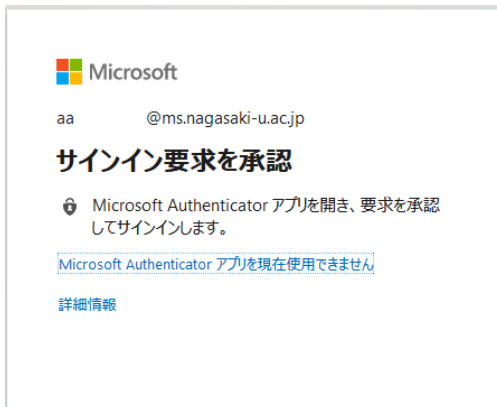 Microsoft
aa @ms.nagasaki-u.ac.jp
サインイン要求を承認
Microsoft Authenticator アプリを開き、要求を承認
してサインインします。
Microsoft Authenticator アプリを現在使用できません
詳細情報